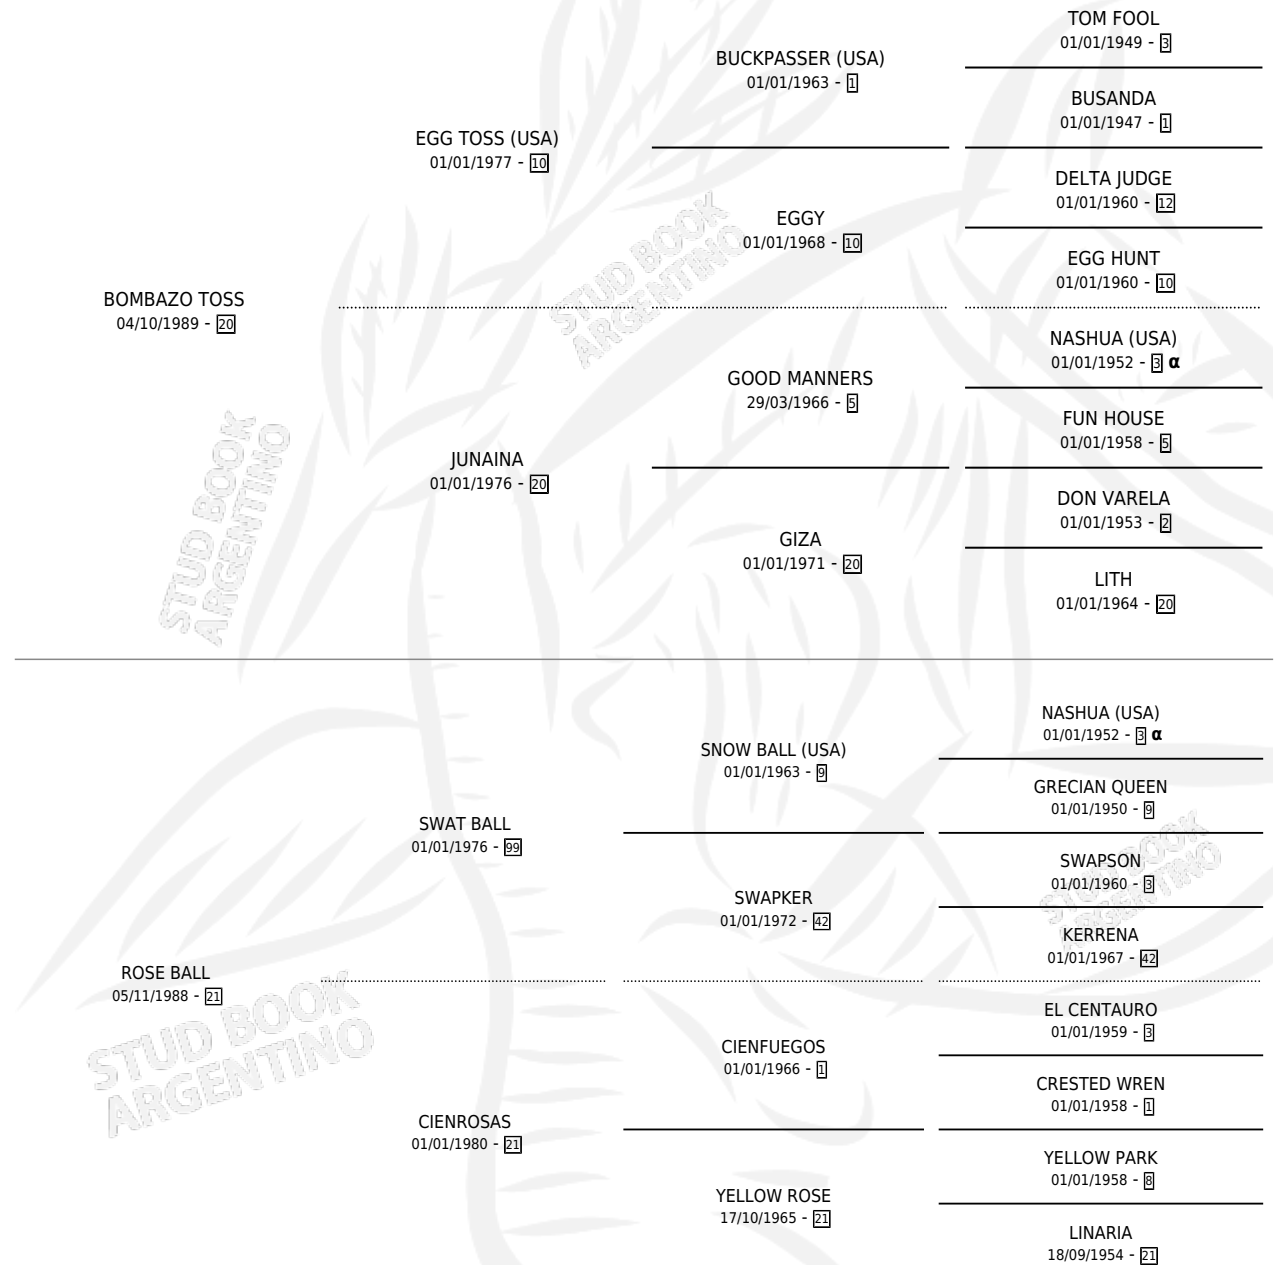 TOM FOOL
01/01/1949 - 3
BUCKPASSER (USA)
01/01/1963 - 1
BUSANDA
01/01/1947 - 1
EGG TOSS (USA)
01/01/1977 - 10
DELTA JUDGE
01/01/1960 - 12
EGGY
01/01/1968 - 10
EGG HUNT
01/01/1960 - 10
BOMBAZO TOSS
04/10/1989 - 20
NASHUA (USA)
01/01/1952 - 3 α
GOOD MANNERS
29/03/1966 - 5
FUN HOUSE
01/01/1958 - 5
JUNAINA
01/01/1976 - 20
DON VARELA
01/01/1953 - 2
GIZA
01/01/1971 - 20
LITH
01/01/1964 - 20
NASHUA (USA)
01/01/1952 - 3 α
SNOW BALL (USA)
01/01/1963 - 9
GRECIAN QUEEN
01/01/1950 - 9
SWAT BALL
01/01/1976 - 99
SWAPSON
01/01/1960 - 3
SWAPKER
01/01/1972 - 42
KERRENA
01/01/1967 - 42
ROSE BALL
05/11/1988 - 21
EL CENTAURO
01/01/1959 - 3
CIENFUEGOS
01/01/1966 - 1
CRESTED WREN
01/01/1958 - 1
CIENROSAS
01/01/1980 - 21
YELLOW PARK
01/01/1958 - 8
YELLOW ROSE
17/10/1965 - 21
LINARIA
18/09/1954 - 21
STUD BOOK
ARGENTINO
STUD BOOK
ARGENTINO
STUD BOOK
ARGENTINO
STUD BOOK
ARGENTINO